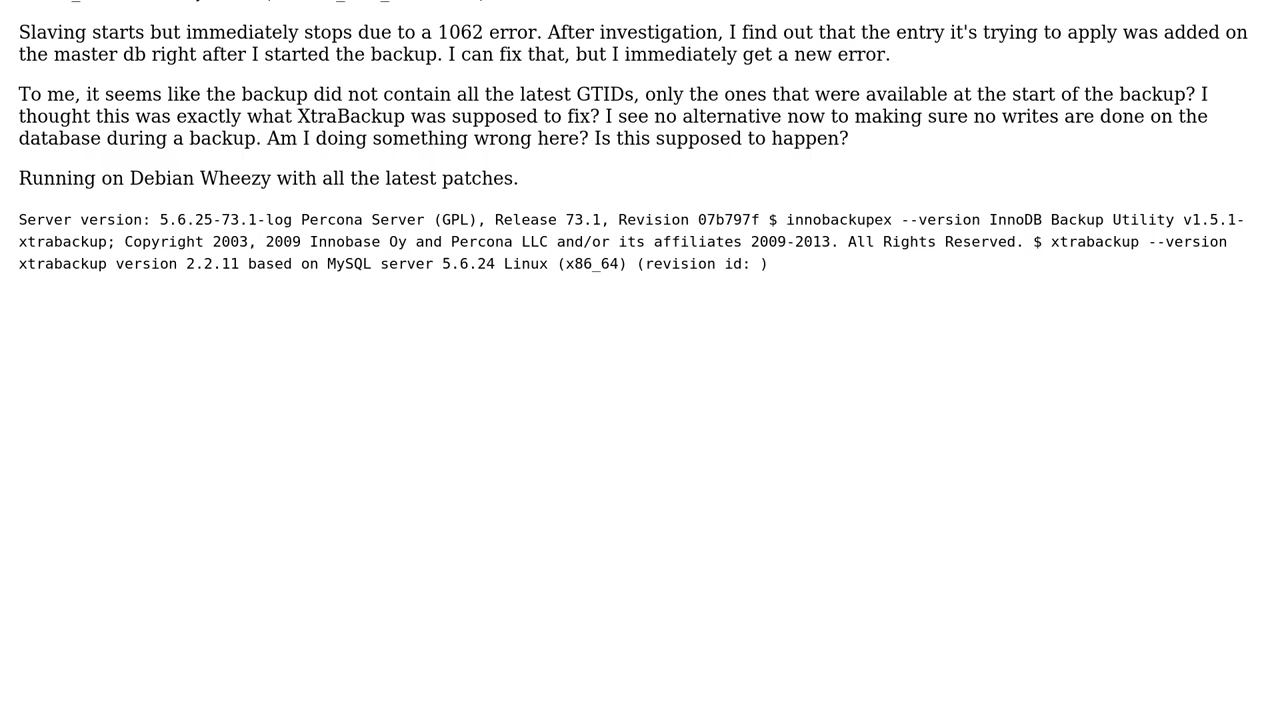 Slaving starts but immediately stops due to a 1062 error. After investigation, I find out that the entry it's trying to apply was added on
the master db right after I started the backup. I can fix that, but I immediately get a new error.
To me, it seems like the backup did not contain all the latest GTIDs, only the ones that were available at the start of the backup? I
thought this was exactly what XtraBackup was supposed to fix? I see no alternative now to making sure no writes are done on the
database during a backup. Am I doing something wrong here? Is this supposed to happen?
Running on Debian Wheezy with all the latest patches.
Server version: 5.6.25-73.1-log Percona Server (GPL), Release 73.1, Revision 07b797f $ innobackupex --version InnoDB Backup Utility v1.5.1-
xtrabackup; Copyright 2003, 2009 Innobase Oy and Percona LLC and/or its affiliates 2009-2013. All Rights Reserved. $ xtrabackup --version
xtrabackup version 2.2.11 based on MySQL server 5.6.24 Linux (x86_64) (revision id: )